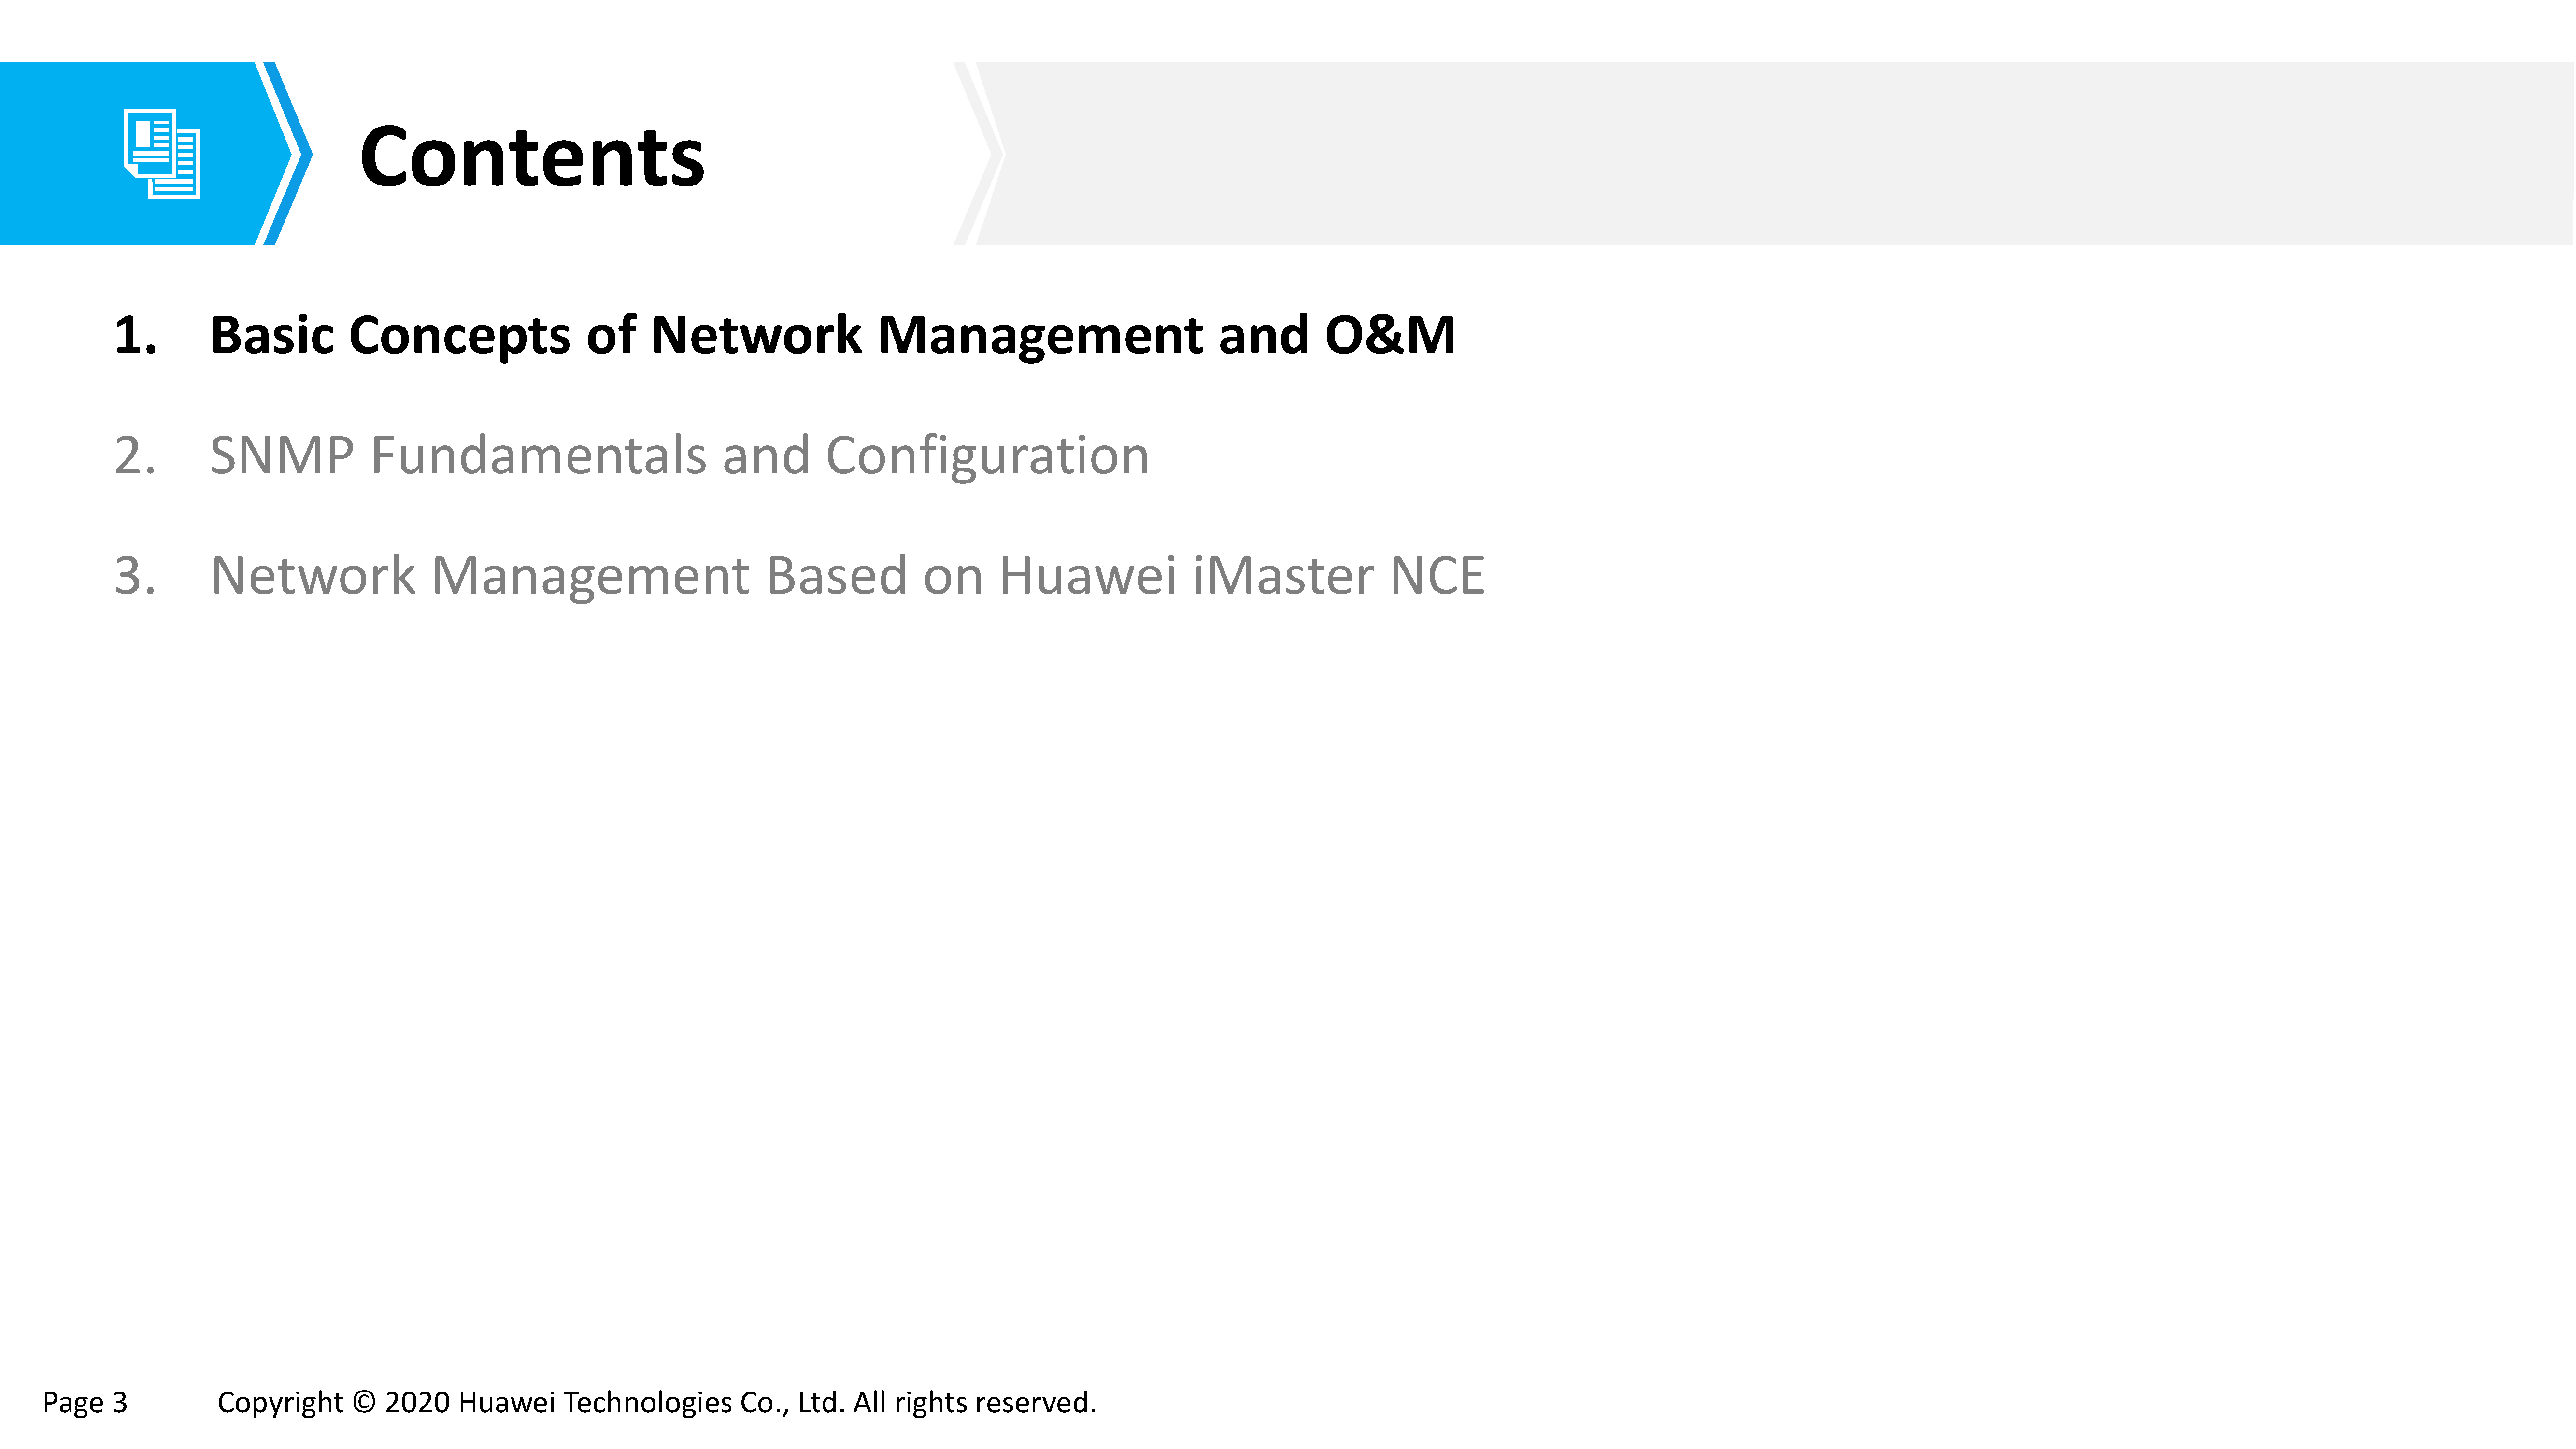 Contents
1. Basic Concepts of Network Management and O&M
2. SNMP Fundamentals and Configuration
3. Network Management Based on Huawei iMaster NCE
Page 3 Copyright © 2020 Huawei Technologies Co., Ltd. All rights reserved.